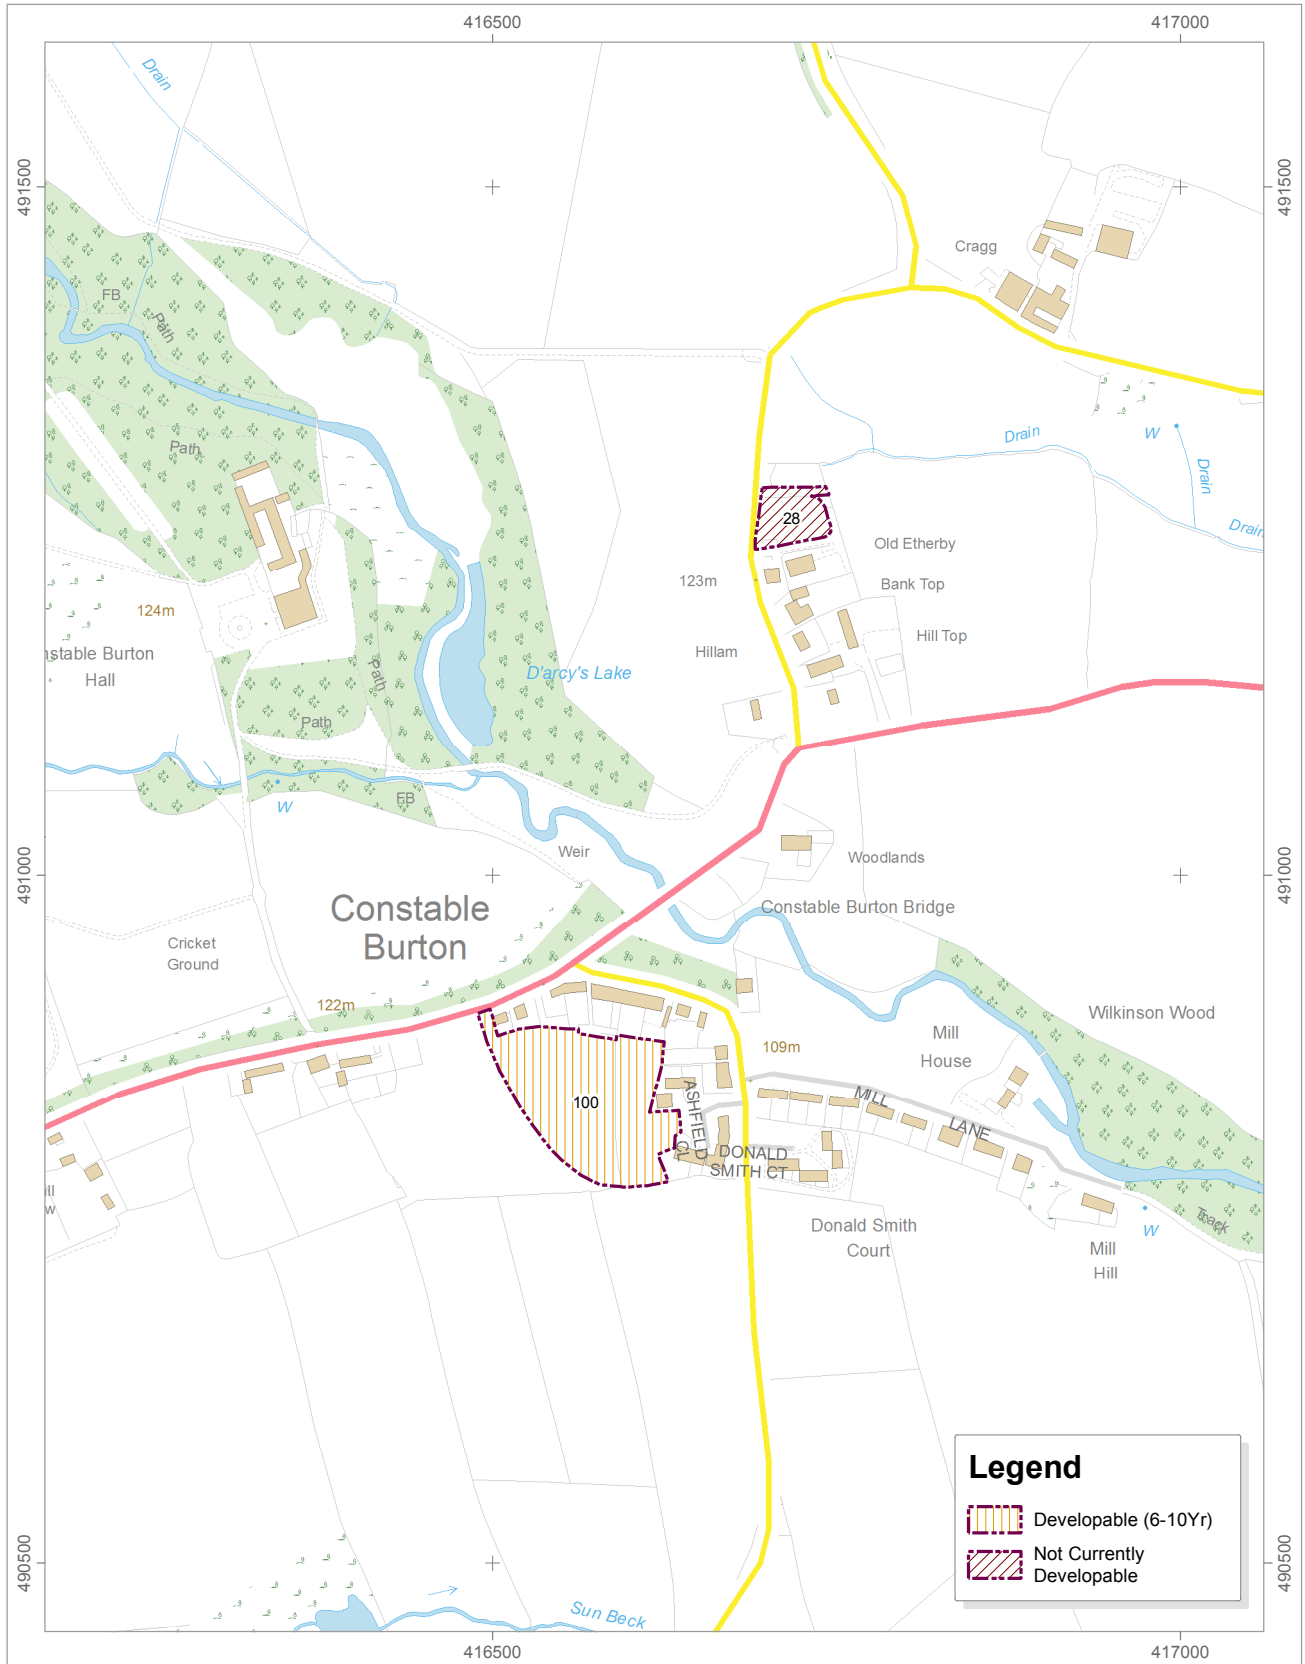 416500
417000
491500
491500
Drain
Cragg
FB
Path
Path
Drain
W
Drain
Drain
28
Old Etherby
123m
Bank Top
124m
Hill Top
Hillam
nstable Burton
Hall
D'arcy's Lake
Path
Path
W
FB
Weir
Woodlands
491000
491000
Constable
Burton
Constable Burton Bridge
Cricket
Ground
122m
Wilkinson Wood
Mill
House
109m
100
ASHFIELD
CL
MILL
LANE
DONALD
SMITH CT
ill
w
Donald Smith
Court
Track
W
Mill
Hill
Legend
Developable (6-10Yr)
Not Currently
Developable
490500
490500
Sun Beck
416500
417000